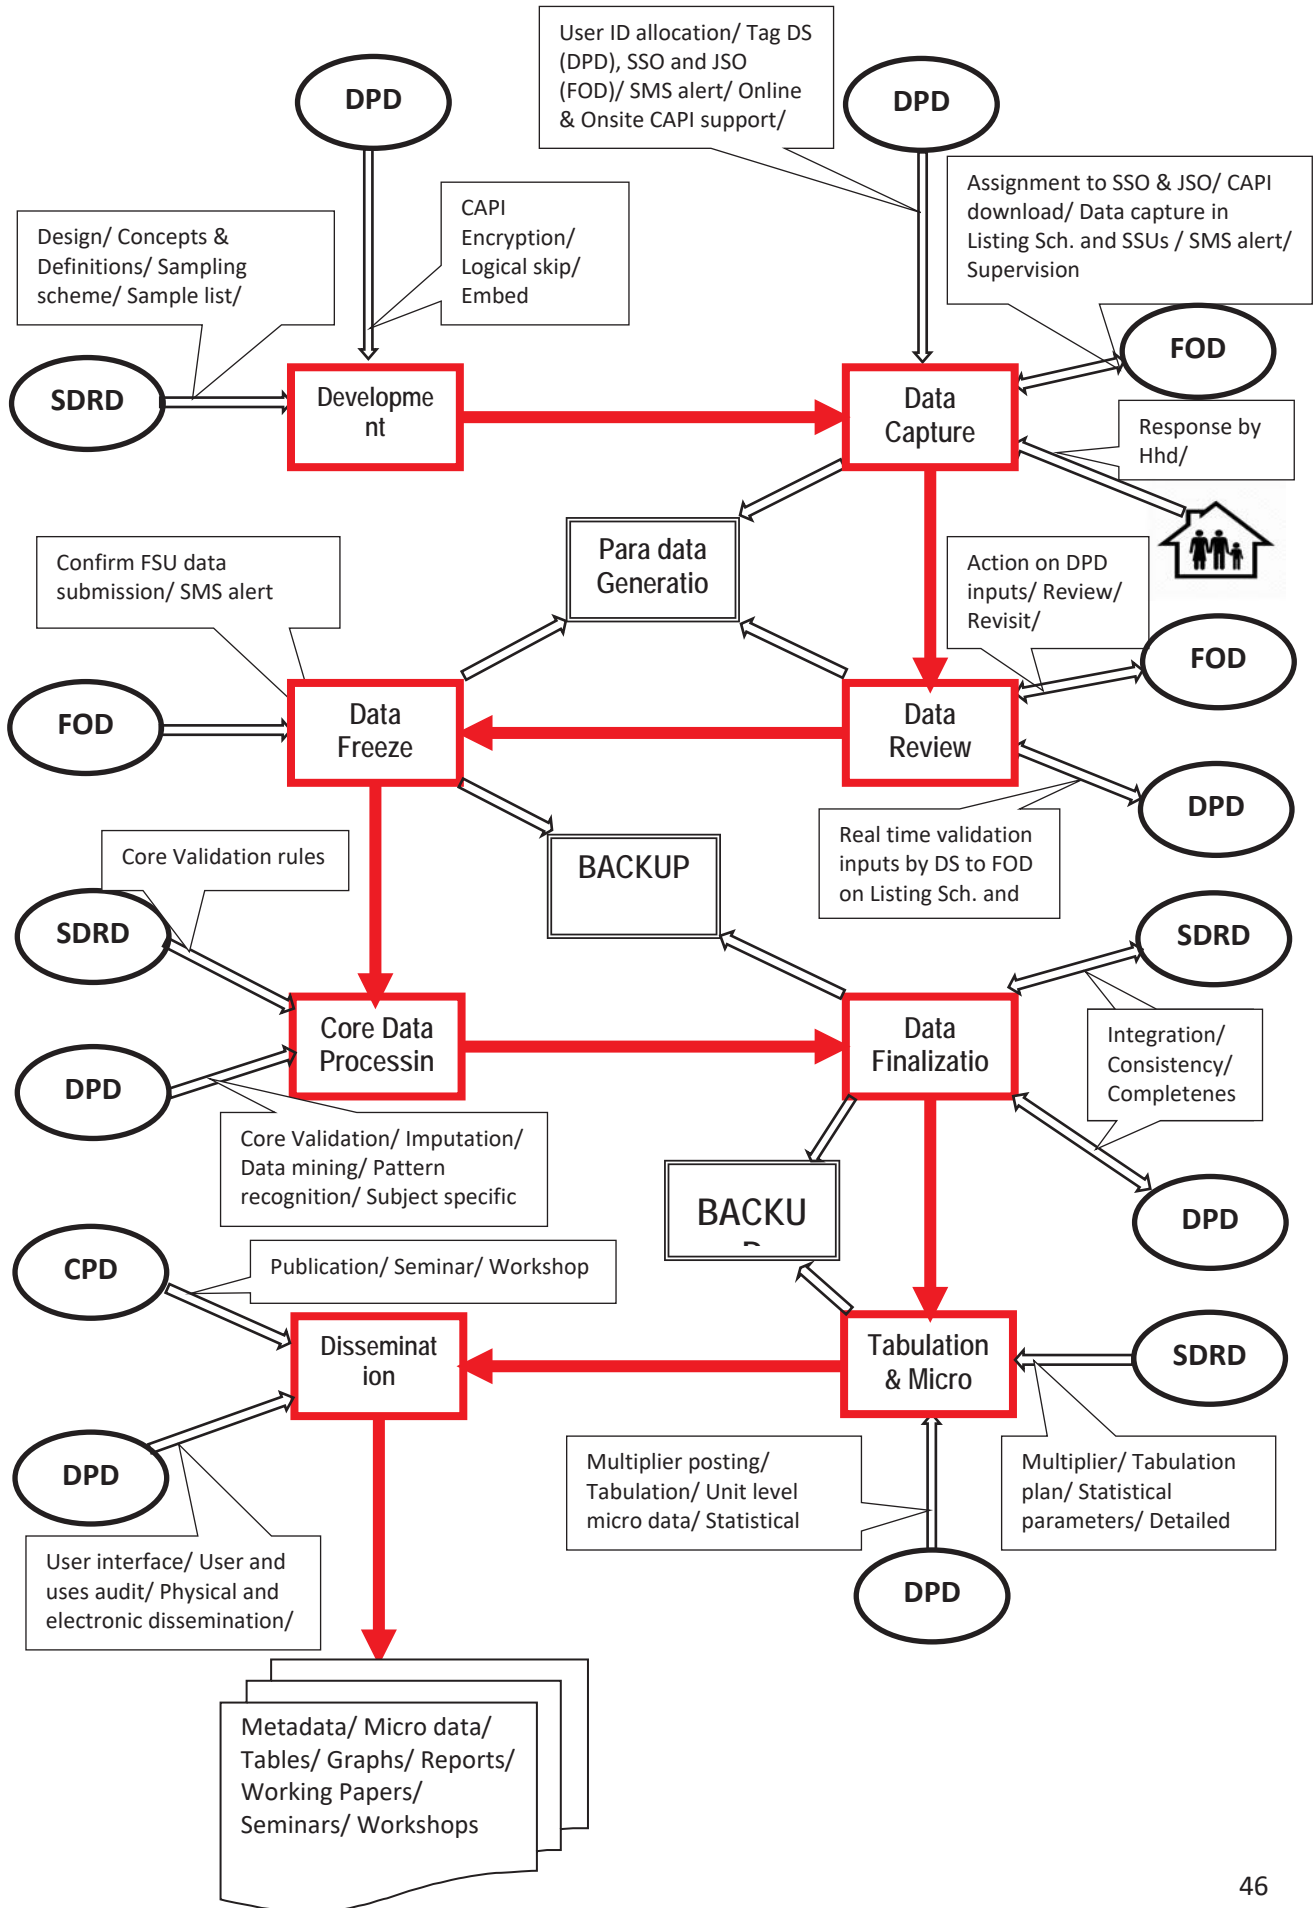 User ID allocation/ Tag DS
(DPD), SSO and JSO
(FOD)/ SMS alert/ Online
& Onsite CAPI support/
DPD
DPD
Assignment to SSO & JSO/ CAPI
download/ Data capture in
Listing Sch. and SSUs / SMS alert/
Supervision
CAPI
Encryption/
Logical skip/
Embed
Design/ Concepts &
Definitions/ Sampling
scheme/ Sample list/
FOD
SDRD
Developme
nt
Data
Capture
Response by
Hhd/
Para data
Generatio
Confirm FSU data
submission/ SMS alert
Action on DPD
inputs/ Review/
Revisit/
FOD
FOD
Data
Freeze
Data
Review
DPD
Real time validation
inputs by DS to FOD
on Listing Sch. and
Core Validation rules
BACKUP
SDRD
SDRD
Core Data
Processin
Data
Finalizatio
Integration/
Consistency/
Completenes
DPD
Core Validation/ Imputation/
Data mining/ Pattern
recognition/ Subject specific
BACKU
DPD
CPD
Publication/ Seminar/ Workshop
Disseminat
ion
Tabulation
& Micro
SDRD
DPD
Multiplier posting/
Tabulation/ Unit level
micro data/ Statistical
Multiplier/ Tabulation
plan/ Statistical
parameters/ Detailed
User interface/ User and
uses audit/ Physical and
electronic dissemination/
DPD
Metadata/ Micro data/
Tables/ Graphs/ Reports/
Working Papers/
Seminars/ Workshops
46